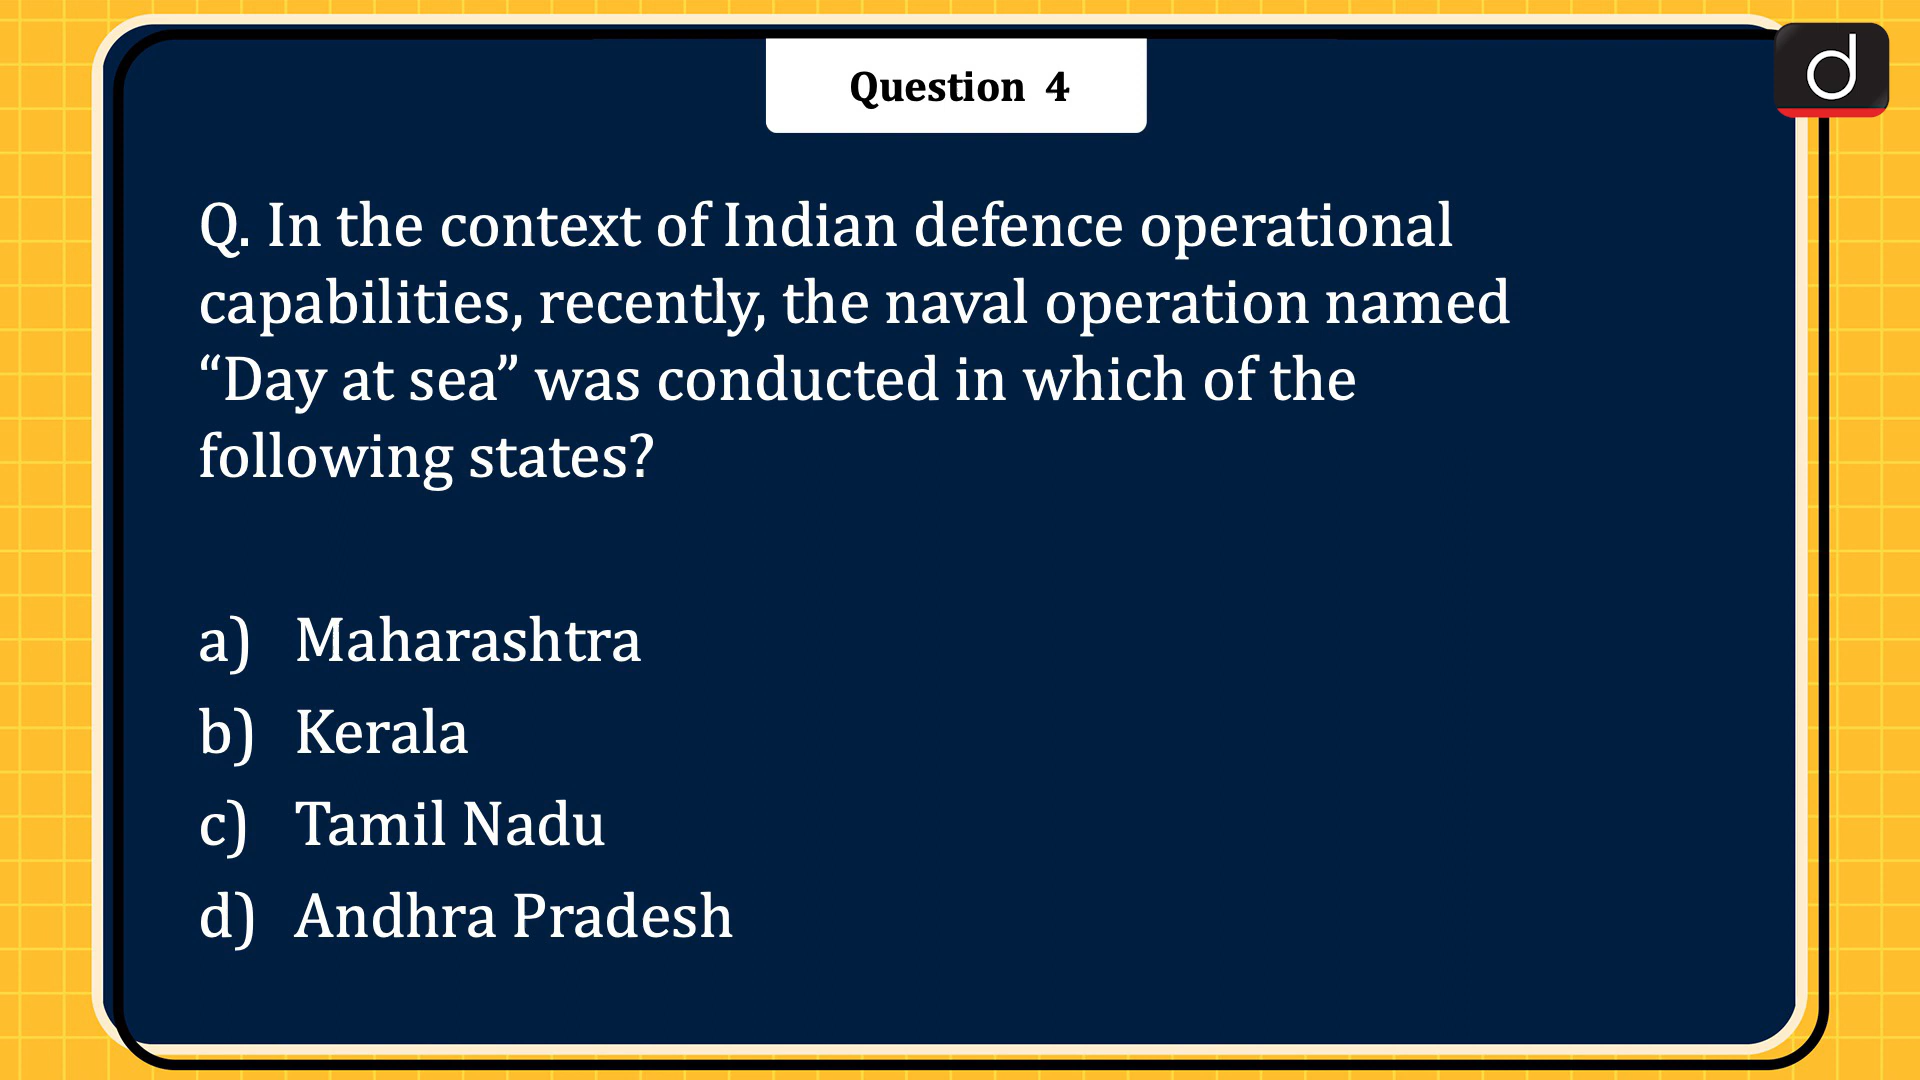 Question 4
d
Q. In the context of Indian defence operational
capabilities, recently, the naval operation named
“Day at sea” was conducted in which of the
following states?
a) Maharashtra
b) Kerala
c) Tamil Nadu
d) Andhra Pradesh